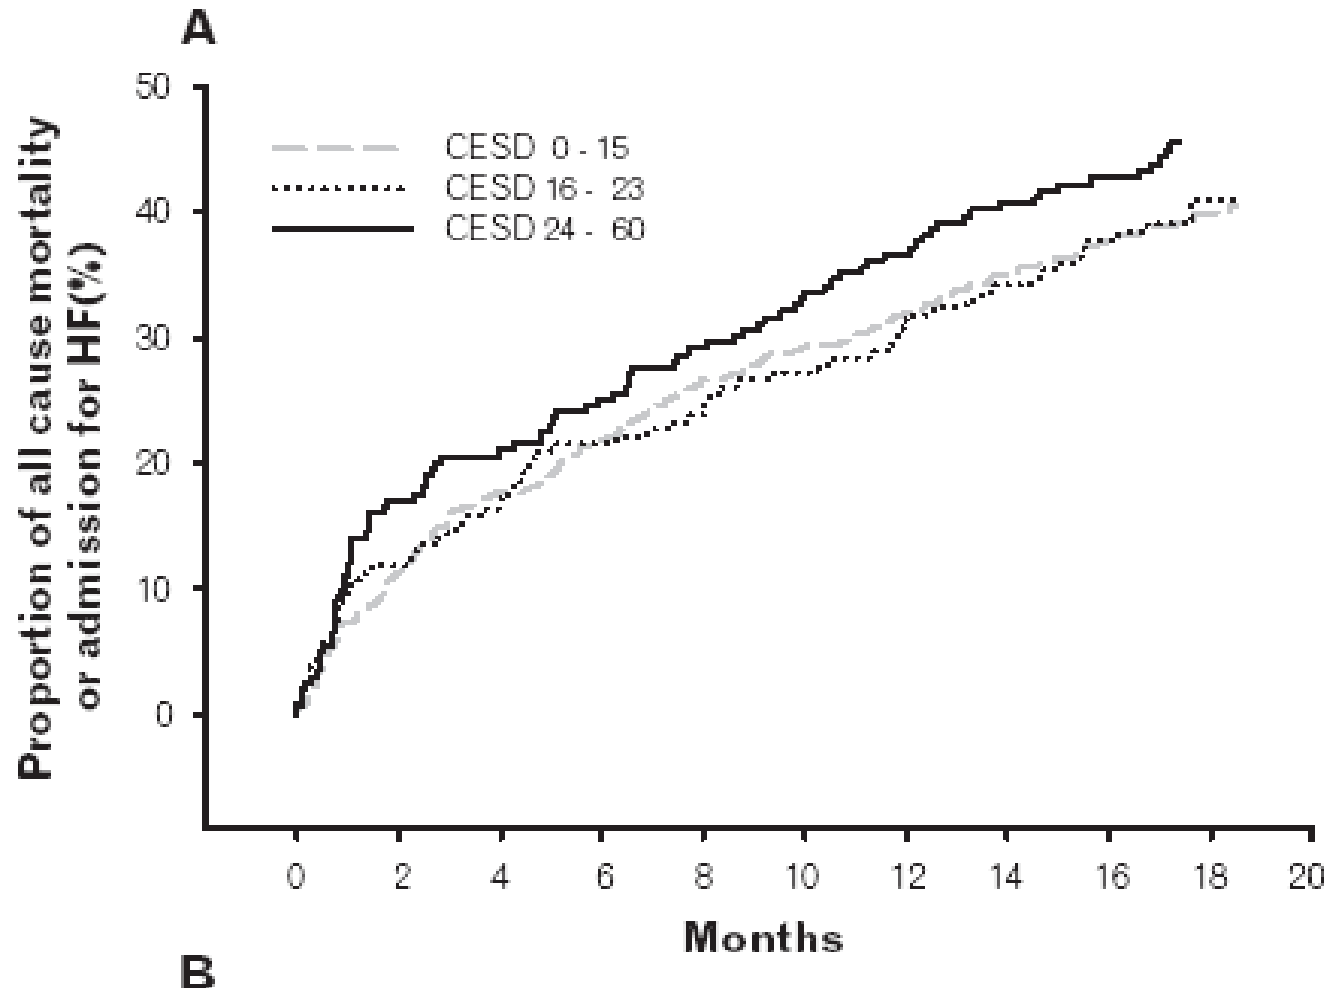 A
Proportion of all cause mortality
or admission for HF(%)
50
40
30
20
10
0
CESD 0 - 15
CESD 16 - 23
CESD 24 - 60
0 2 4 6 8 10 12 14 16 18 20
Months
B